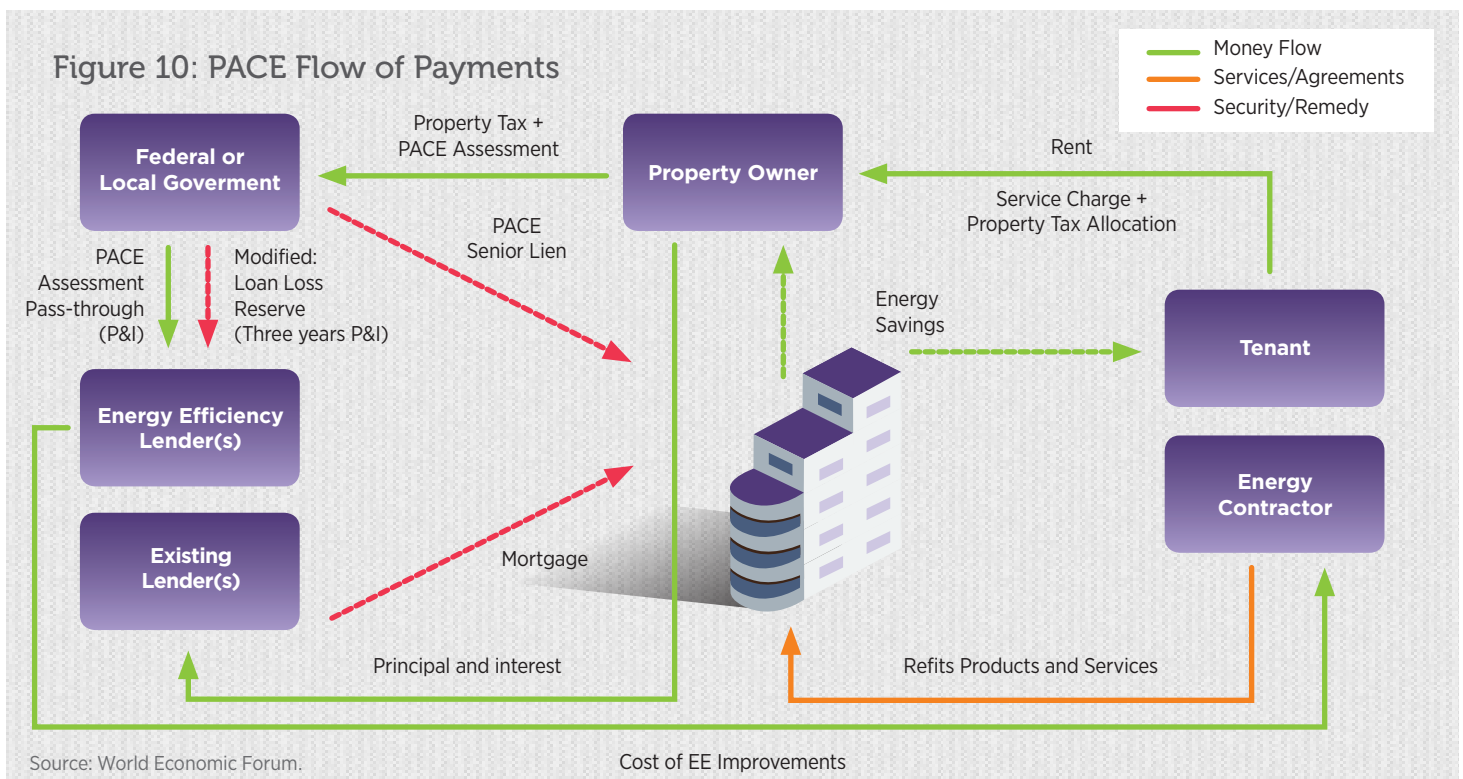 Figure 10: PACE Flow of Payments
Money Flow
Services/Agreements
Security/Remedy
Federal or
Local Goverment
Property Tax +
PACE Assessment
Property Owner
Rent
Service Charge +
Property Tax Allocation
PACE
Senior Lien
PACE
Assessment
Pass-through
(P&I)
Modified:
Loan Loss
Reserve
(Three years P&I)
Energy
Savings
Tenant
Energy Efficiency
Lender(s)
Energy
Contractor
Existing
Lender(s)
Mortgage
Principal and interest
Refits Products and Services
Cost of EE Improvements
Source: World Economic Forum.